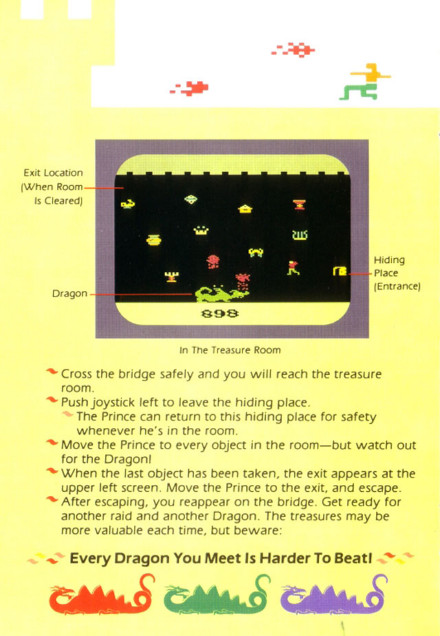 Exit Location
(When Room
Is Cleared)
Hiding
Place
(Entrance)
Dragon
898
In The Treasure Room
Cross the bridge safely and you will reach the treasure
room.
Push joystick left to leave the hiding place.
The Prince can return to this hiding place for safety
whenever he's in the room.
Move the Prince to every object in the room—but watch out
for the Dragon!
When the last object has been taken, the exit appears at the
upper left screen. Move the Prince to the exit, and escape.
After escaping, you reappear on the bridge. Get ready for
another raid and another Dragon. The treasures may be
more valuable each time, but beware:
Every Dragon You Meet Is Harder To Beat!